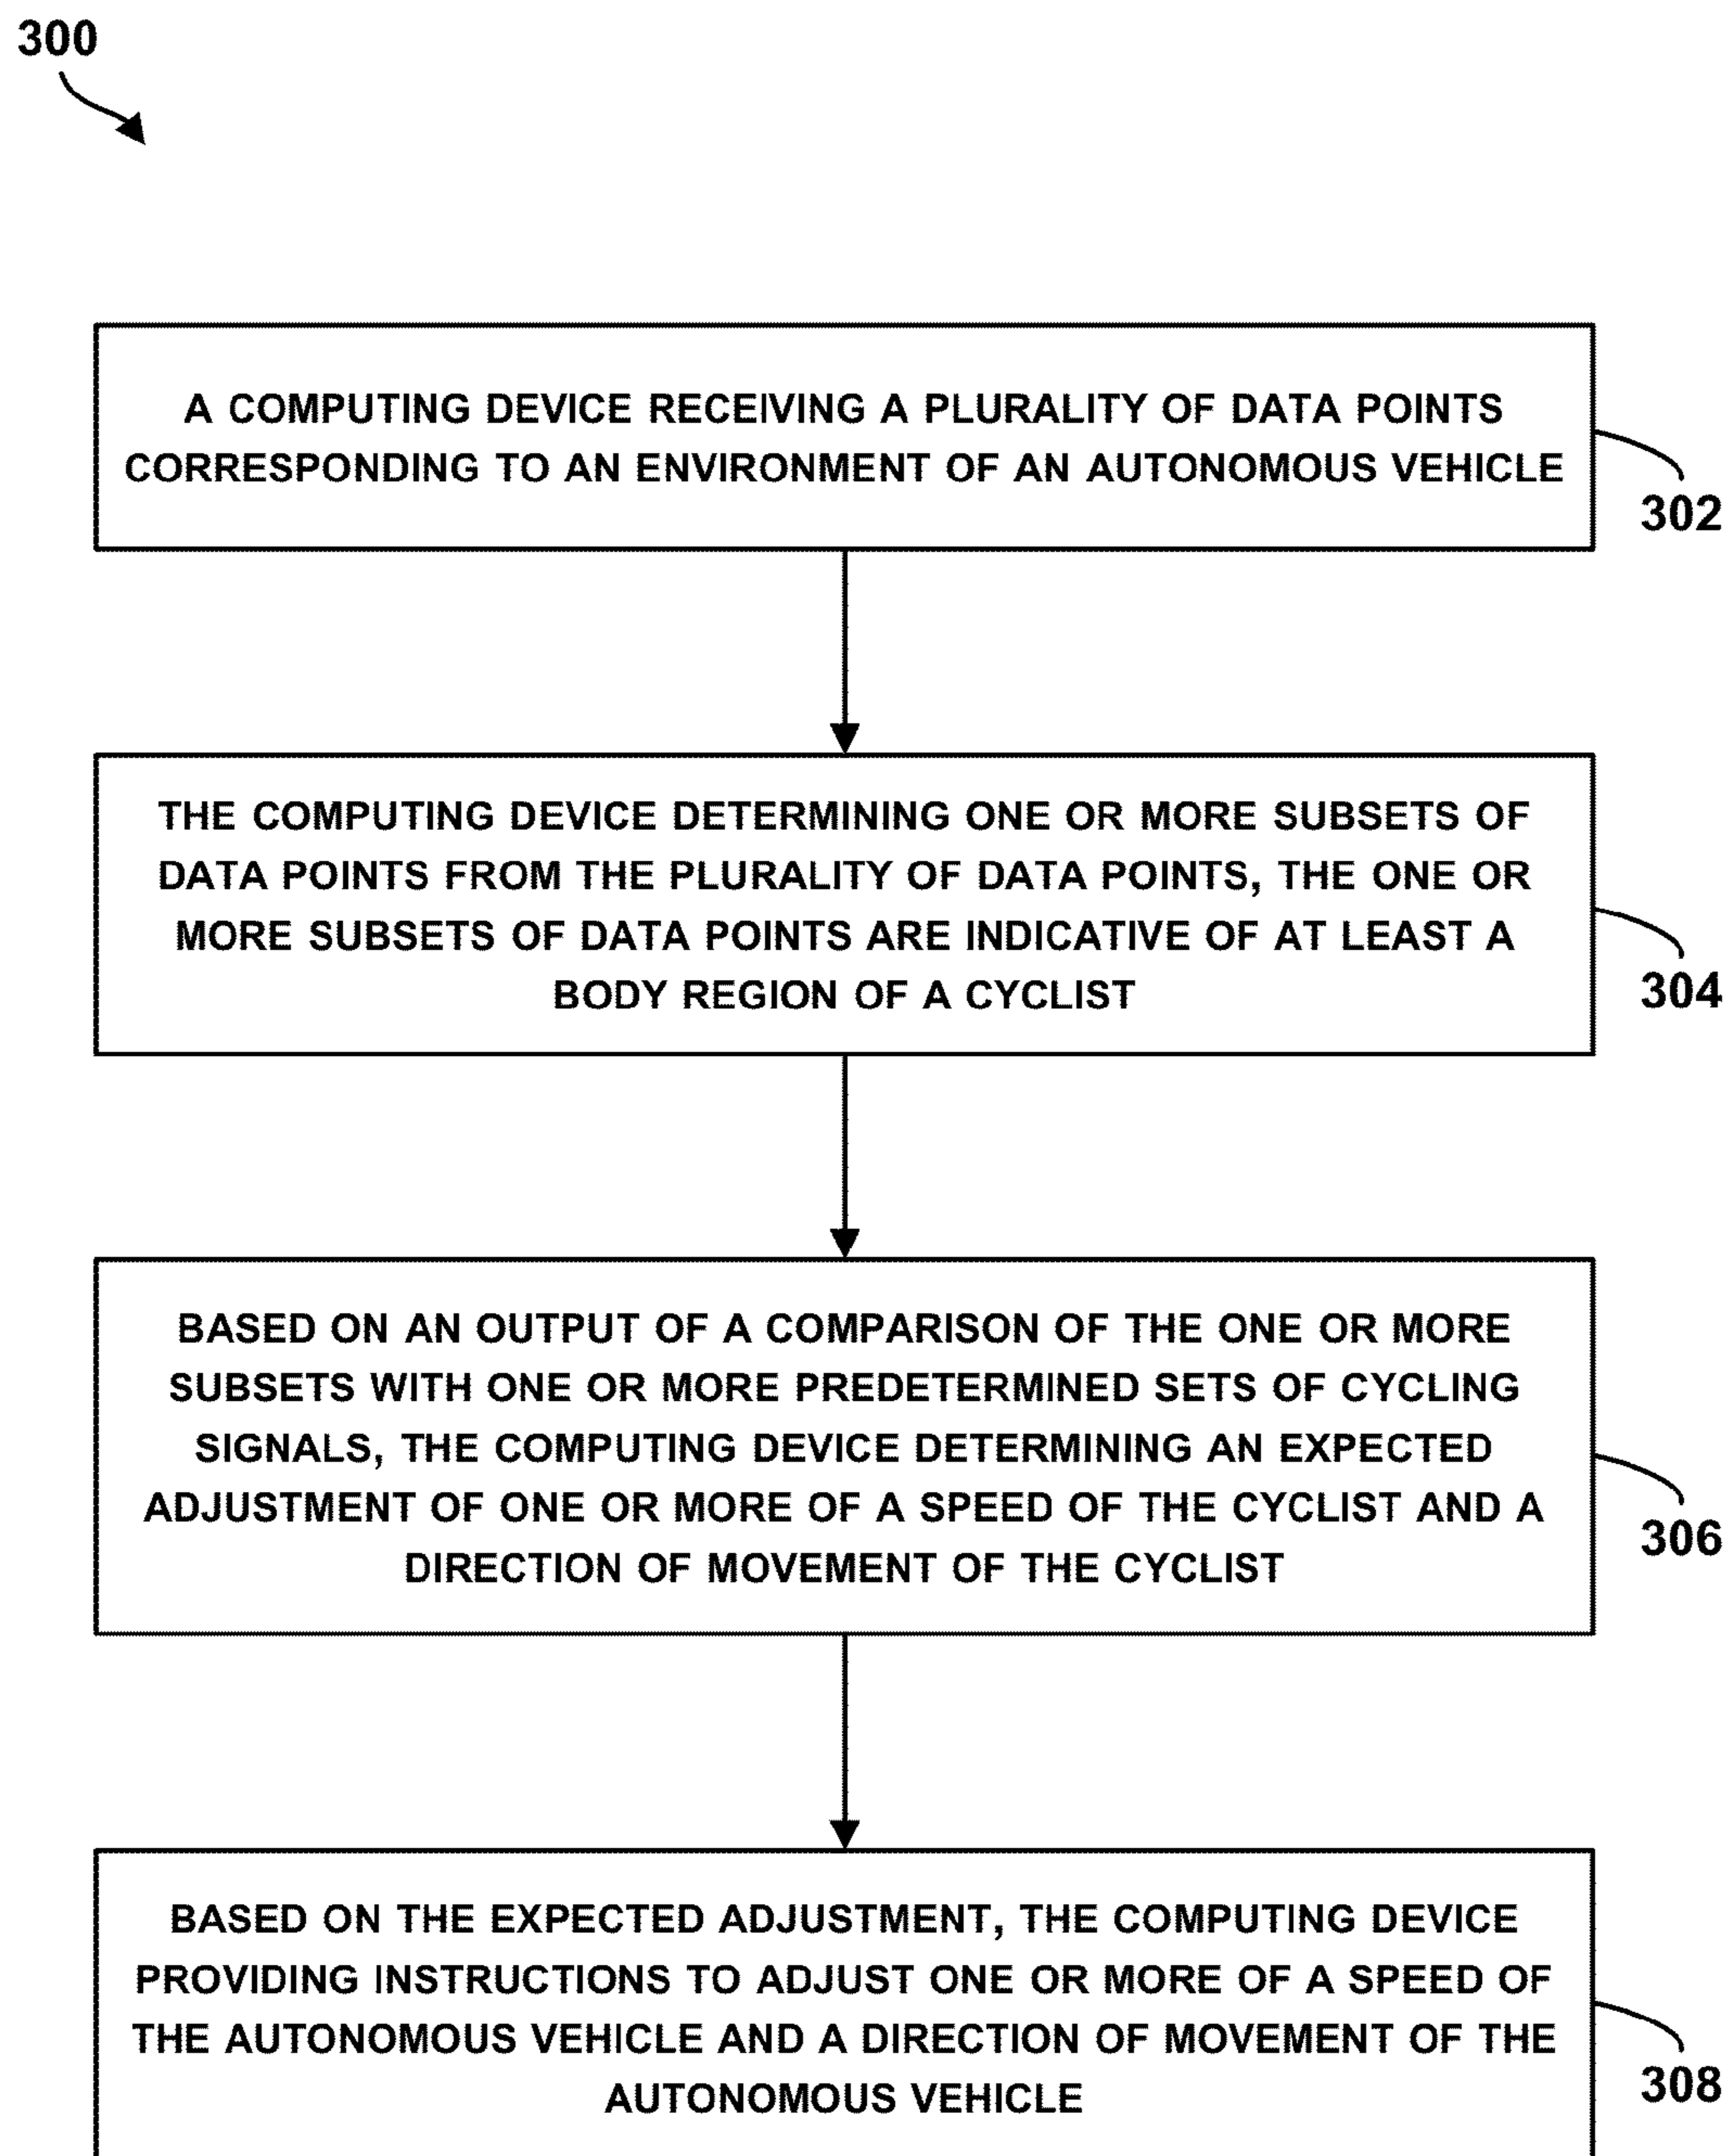 300
A COMPUTING DEVICE RECEIVING A PLURALITY OF DATA POINTS
CORRESPONDING TO AN ENVIRONMENT OF AN AUTONOMOUS VEHICLE
302
THE COMPUTING DEVICE DETERMINING ONE OR MORE SUBSETS OF
DATA POINTS FROM THE PLURALITY OF DATA POINTS, THE ONE OR
MORE SUBSETS OF DATA POINTS ARE INDICATIVE OF AT LEAST A
BODY REGION OF A CYCLIST
304
BASED ON AN OUTPUT OF A COMPARISON OF THE ONE OR MORE
SUBSETS WITH ONE OR MORE PREDETERMINED SETS OF CYCLING
SIGNALS, THE COMPUTING DEVICE DETERMINING AN EXPECTED
ADJUSTMENT OF ONE OR MORE OF A SPEED OF THE CYCLIST AND A
DIRECTION OF MOVEMENT OF THE CYCLIST
306
BASED ON THE EXPECTED ADJUSTMENT, THE COMPUTING DEVICE
PROVIDING INSTRUCTIONS TO ADJUST ONE OR MORE OF A SPEED OF
THE AUTONOMOUS VEHICLE AND A DIRECTION OF MOVEMENT OF THE
AUTONOMOUS VEHICLE
308